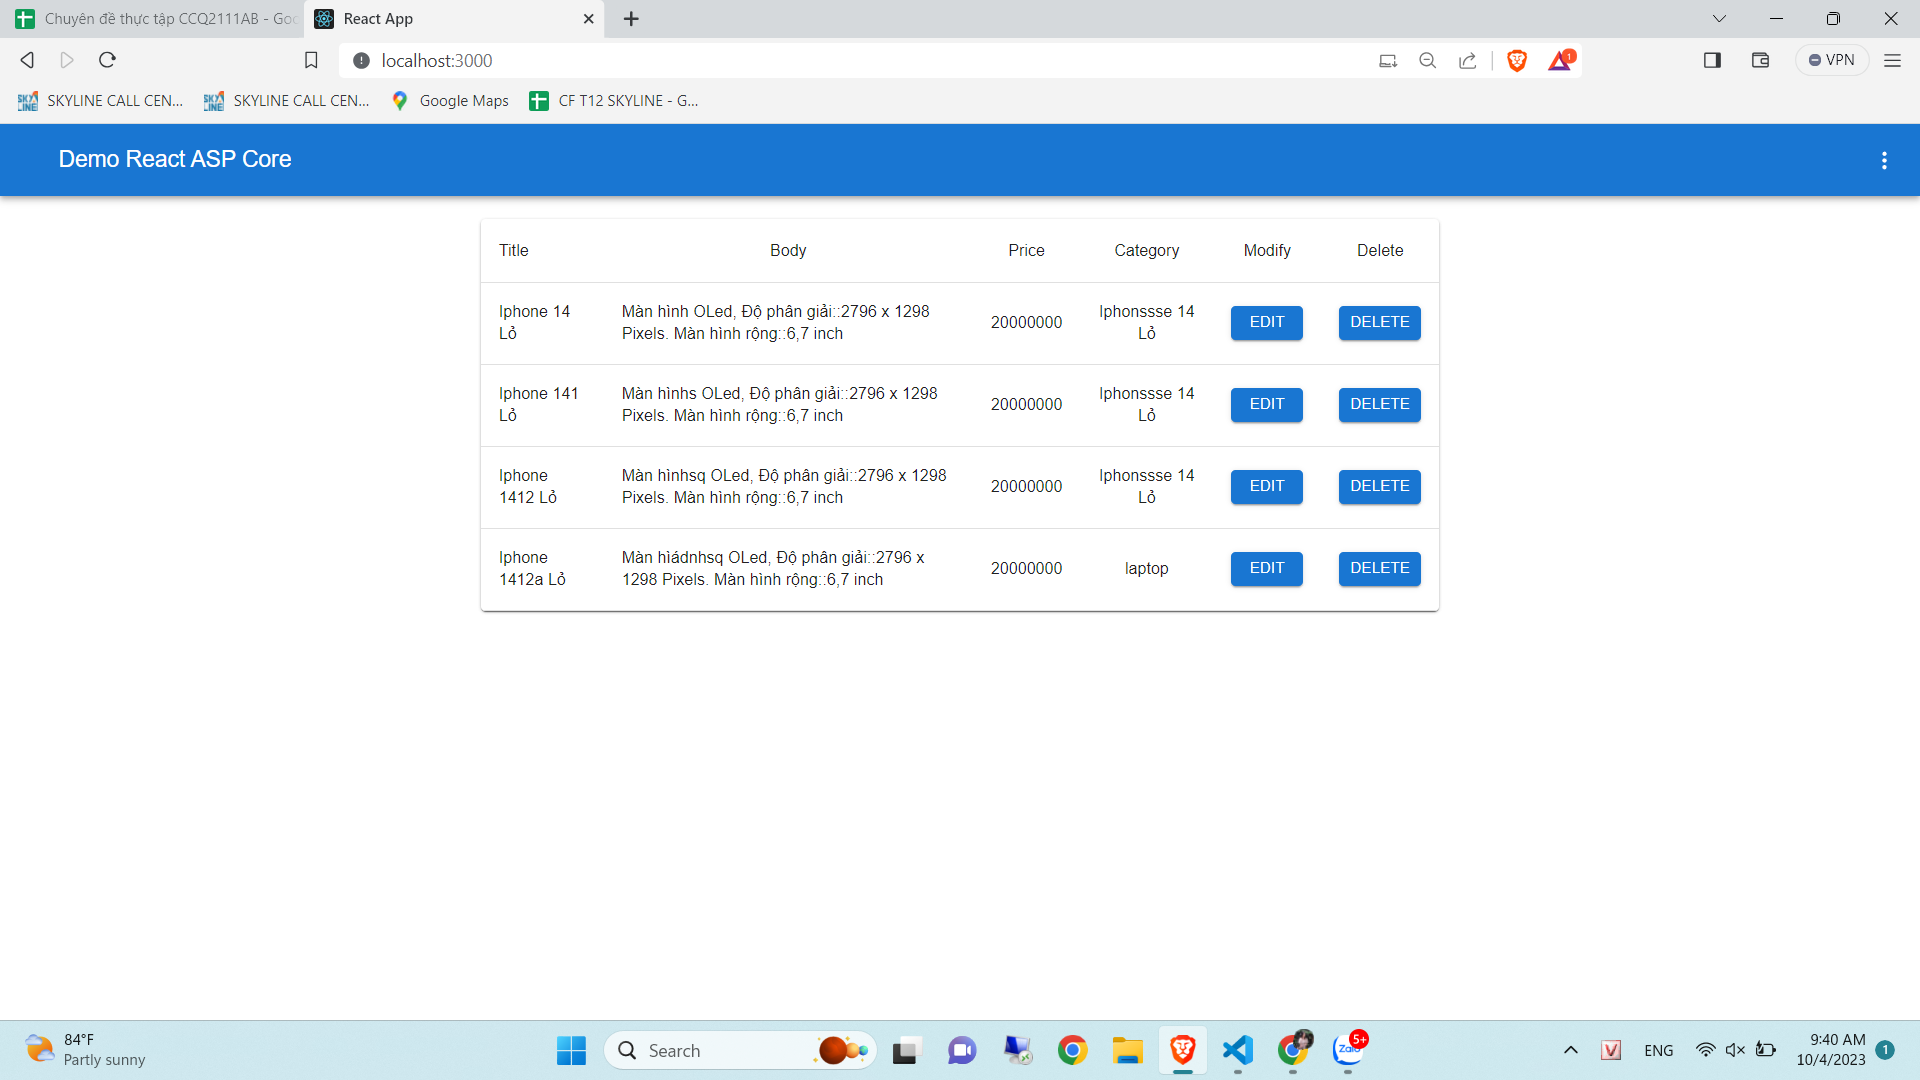 Chuyên đề thực tập CCQ2111AB - Goo
React App
localhost:3000
1
VPN
SKYLINE CALL CEN...
SKYLINE CALL CEN...
Google Maps
CF T12 SKYLINE - G...
Demo React ASP Core
Title Body Price Category Modify Delete
Iphone 14
Lỏ
Màn hình OLed, Độ phân giải::2796 x 1298
Pixels. Màn hình rộng::6,7 inch
20000000
Iphonssse 14
Lỏ
EDIT
DELETE
Iphone 141
Lỏ
Màn hìnhs OLed, Độ phân giải::2796 x 1298
Pixels. Màn hình rộng::6,7 inch
20000000
Iphonssse 14
Lỏ
EDIT
DELETE
Iphone
1412 Lỏ
Màn hìnhsq OLed, Độ phân giải::2796 x 1298
Pixels. Màn hình rộng::6,7 inch
20000000
Iphonssse 14
Lỏ
EDIT
DELETE
Iphone
1412a Lỏ
Màn hìádnhsq OLed, Độ phân giải::2796 x
1298 Pixels. Màn hình rộng::6,7 inch
20000000
laptop
EDIT
DELETE
84°F
Partly sunny
Search
Zalo
5+
ENG
9:40 AM
10/4/2023
1